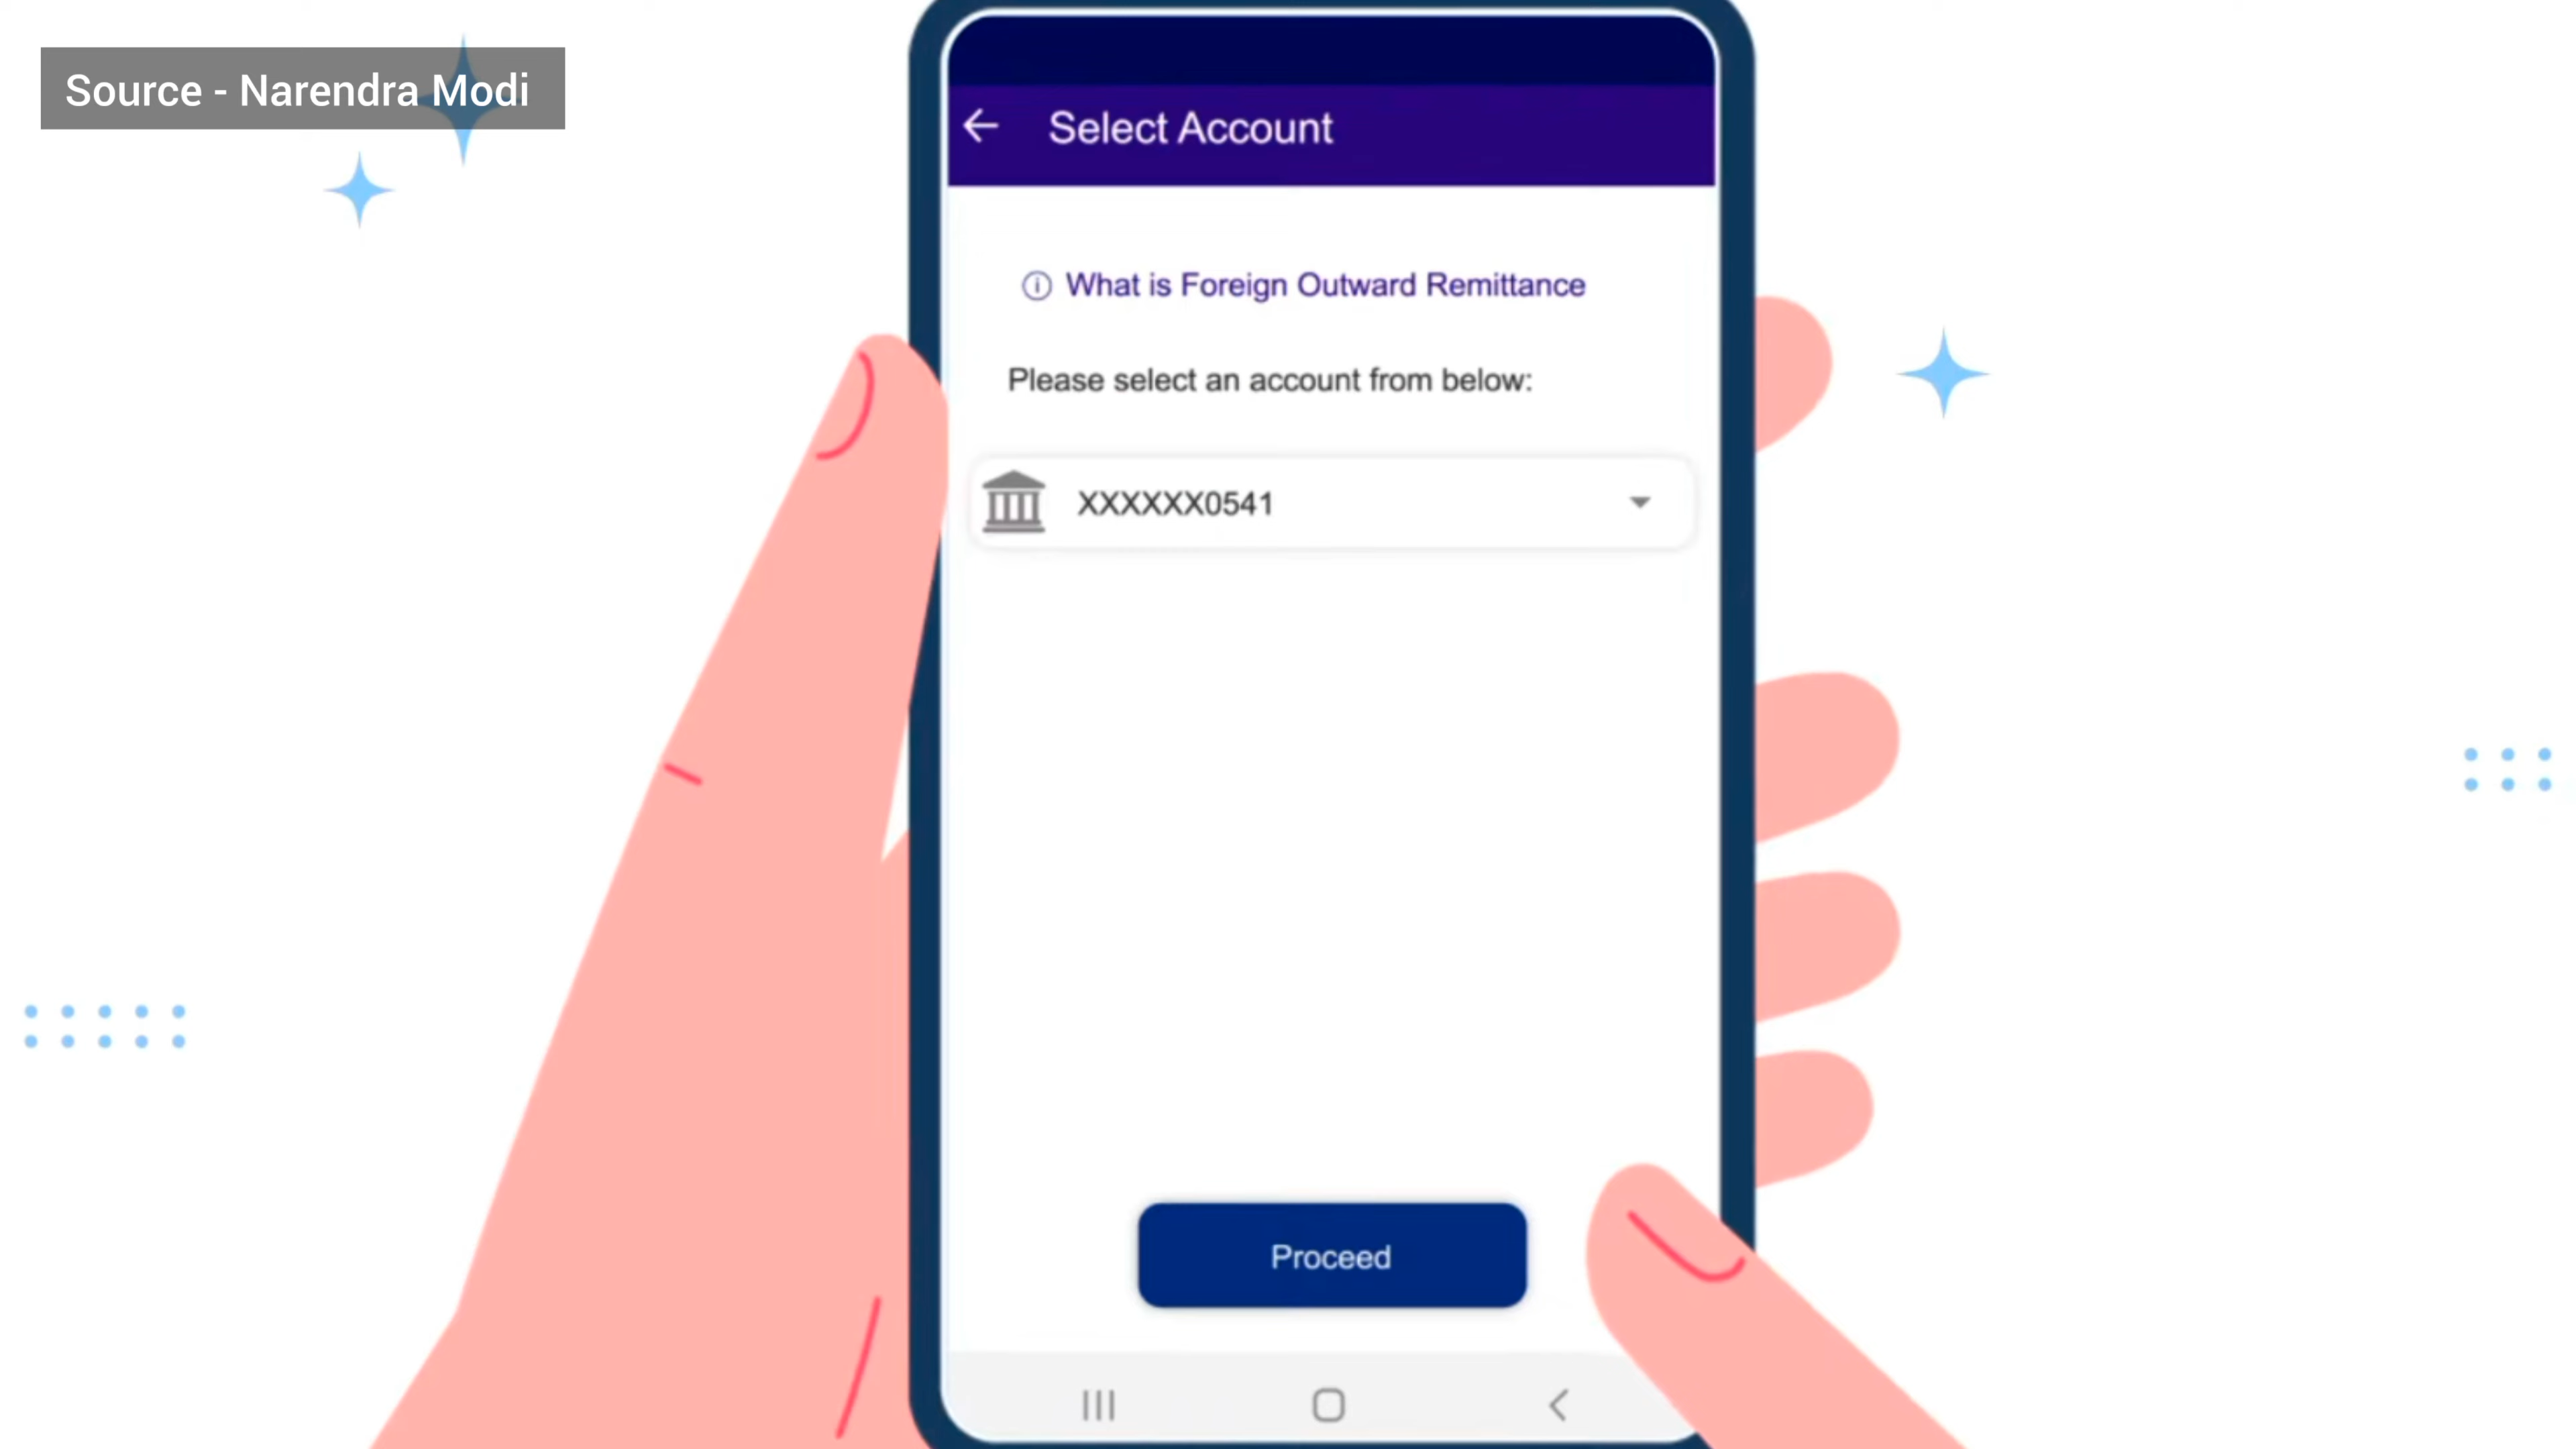 Source - Narendra Modi
Select Account
What is Foreign Outward Remittance
Please select an account from below:
XXXXXX0541
Proceed